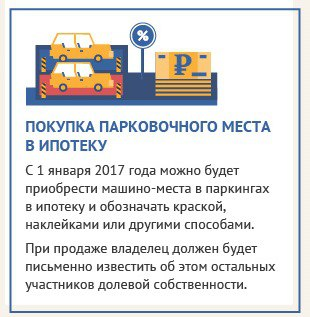 %
₽
ПОКУПКА ПАРКОВОЧНОГО МЕСТА
В ИПОТЕКУ
С 1 января 2017 года можно будет
приобрести машино-места в паркингах
в ипотеку и обозначать краской,
наклейками или другими способами.
При продаже владелец должен будет
письменно известить об этом остальных
участников долевой собственности.